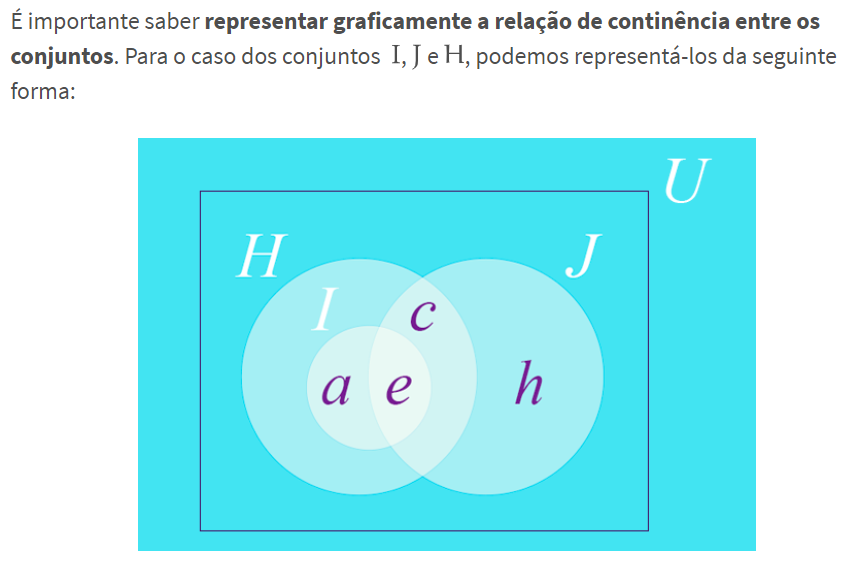 É importante saber representar graficamente a relação de continência entre os
conjuntos. Para o caso dos conjuntos I, J e H, podemos representá-los da seguinte
forma:
U
H J
I c
a e h